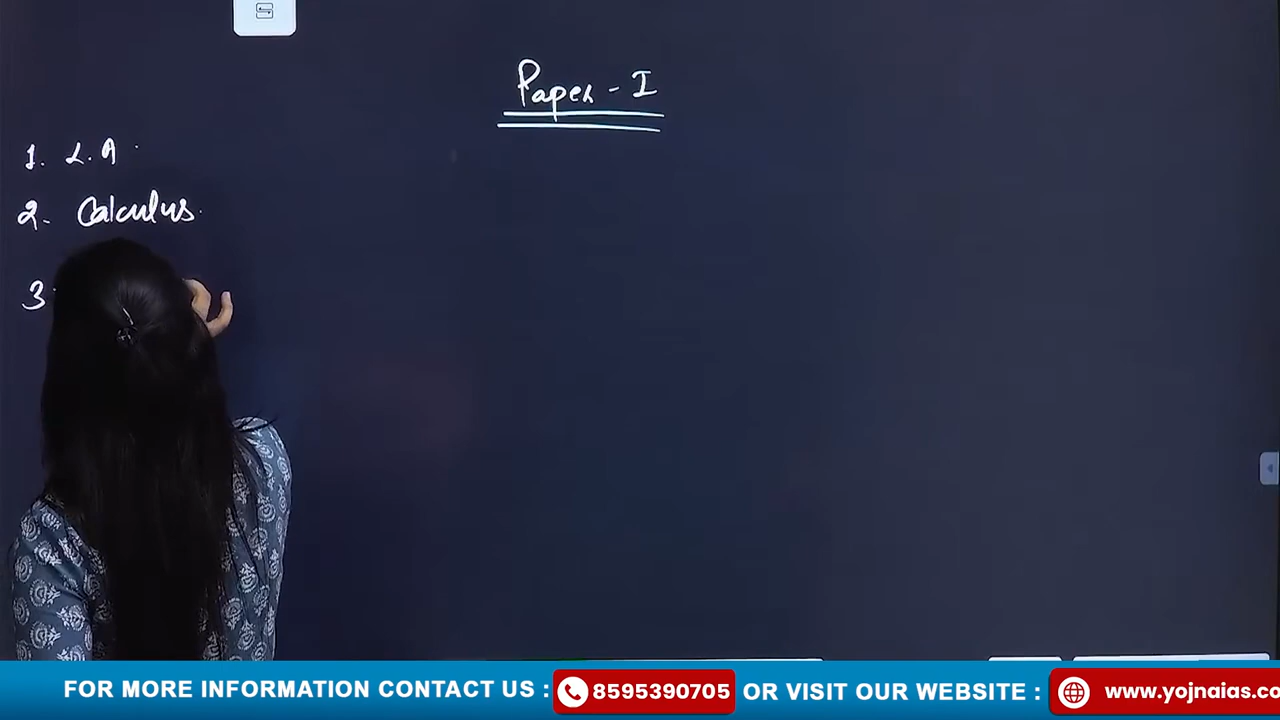 Paper - I
1. L.A.
2. Calculus.
3
FOR MORE INFORMATION CONTACT US : 8595390705 OR VISIT OUR WEBSITE : www.yojnaias.co